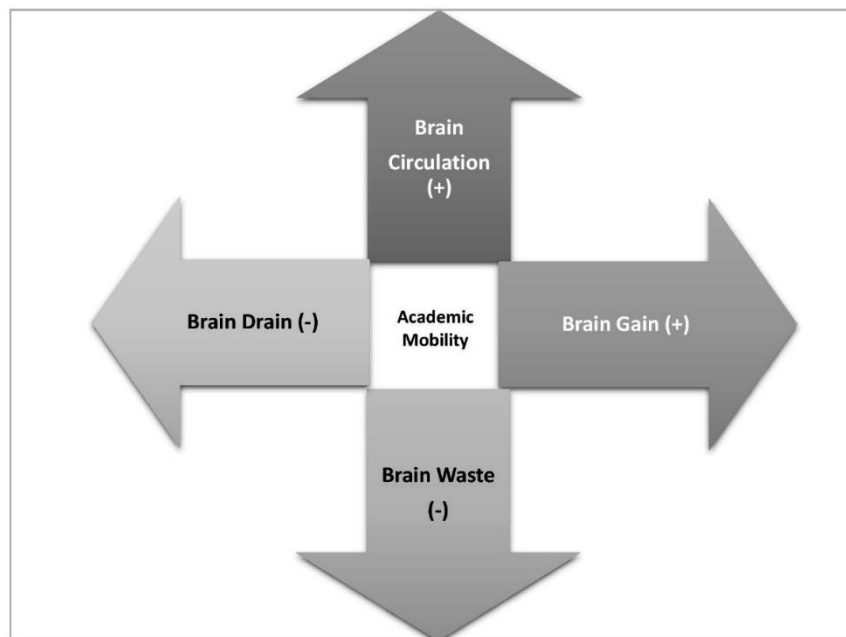 Brain
Circulation
(+)
Brain Drain (-)
Academic
Mobility
Brain Gain (+)
Brain Waste
(-)